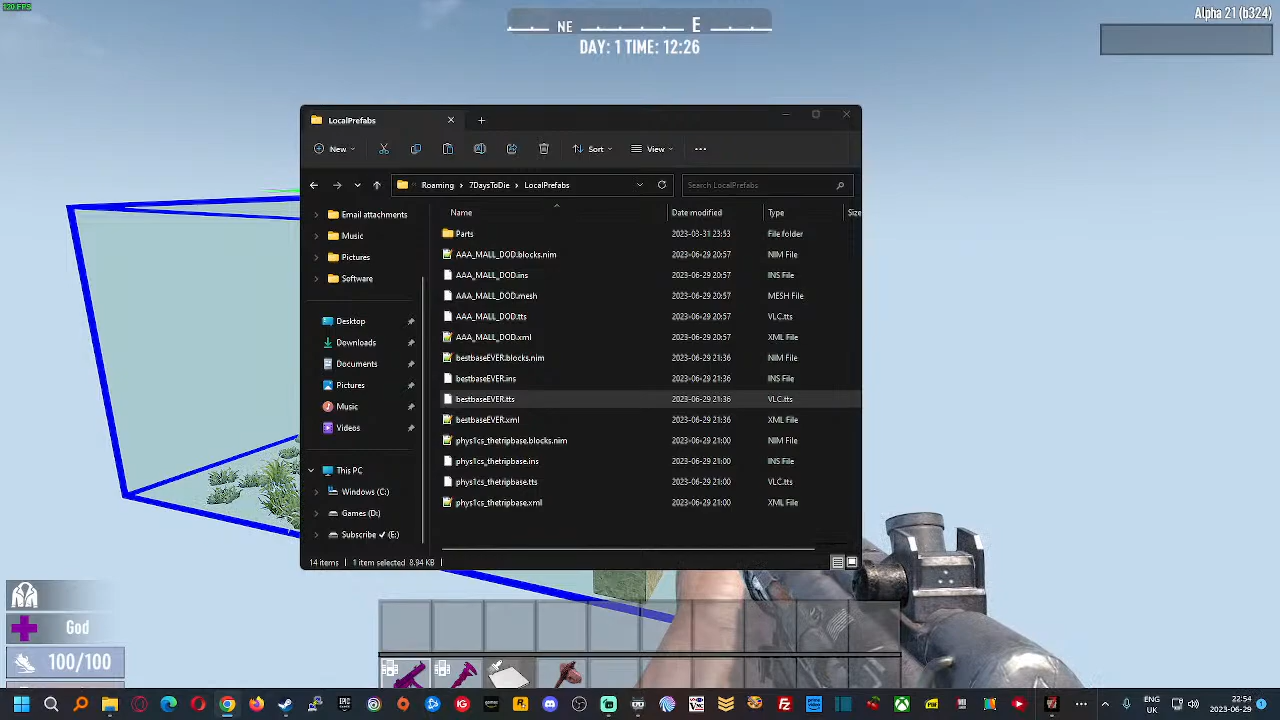 120 FPS
NE
E
DAY: 1 TIME: 12:26
Alpha 21 (b324)
LocalPrefabs
New
Sort
View
Roaming > 7DaysToDie > LocalPrefabs
Search LocalPrefabs
Name Date modified Type Size
Email attachments
Music
Pictures
Software
Desktop
Downloads
Documents
Pictures
Music
Videos
This PC
Windows (C:)
Games (D:)
Subscribe ✔ (E:)
Parts 2023-03-31 23:53 File folder
AAA_MALL_DOD.blocks.nim 2023-06-29 20:57 NIM File
AAA_MALL_DOD.ins 2023-06-29 20:57 INS File
AAA_MALL_DOD.mesh 2023-06-29 20:57 MESH File
AAA_MALL_DOD.tts 2023-06-29 20:57 VLC.tts
AAA_MALL_DOD.xml 2023-06-29 20:57 XML File
bestbaseEVER.blocks.nim 2023-06-29 21:36 NIM File
bestbaseEVER.ins 2023-06-29 21:36 INS File
bestbaseEVER.tts 2023-06-29 21:36 VLC.tts
bestbaseEVER.xml 2023-06-29 21:36 XML File
phys1cs_thetripbase.blocks.nim 2023-06-29 21:00 NIM File
phys1cs_thetripbase.ins 2023-06-29 21:00 INS File
phys1cs_thetripbase.tts 2023-06-29 21:00 VLC.tts
phys1cs_thetripbase.xml 2023-06-29 21:00 XML File
14 items 1 item selected 8.94 KB
God
100/100
ENG
UK
22:54
2023-06-29